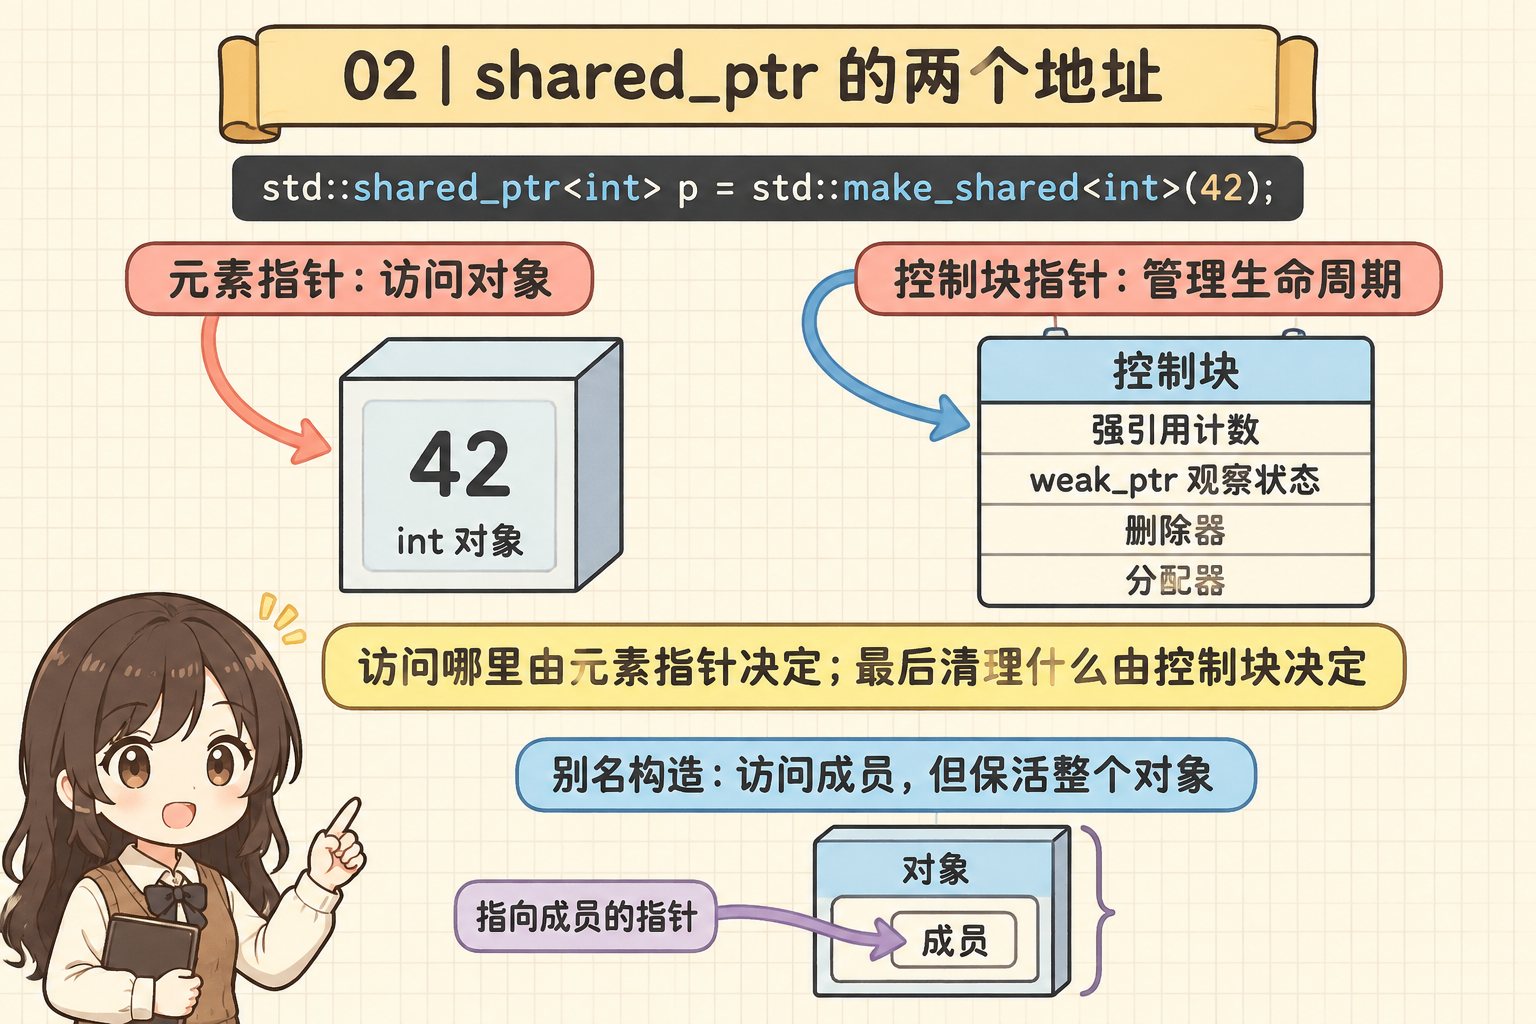 02 | shared_ptr 的两个地址
std::shared_ptr<int> p = std::make_shared<int>(42);
元素指针：访问对象
控制块指针：管理生命周期
42
int 对象
控制块
强引用计数
weak_ptr 观察状态
删除器
分配器
访问哪里由元素指针决定；最后清理什么由控制块决定
别名构造：访问成员，但保活整个对象
对象
指向成员的指针
成员